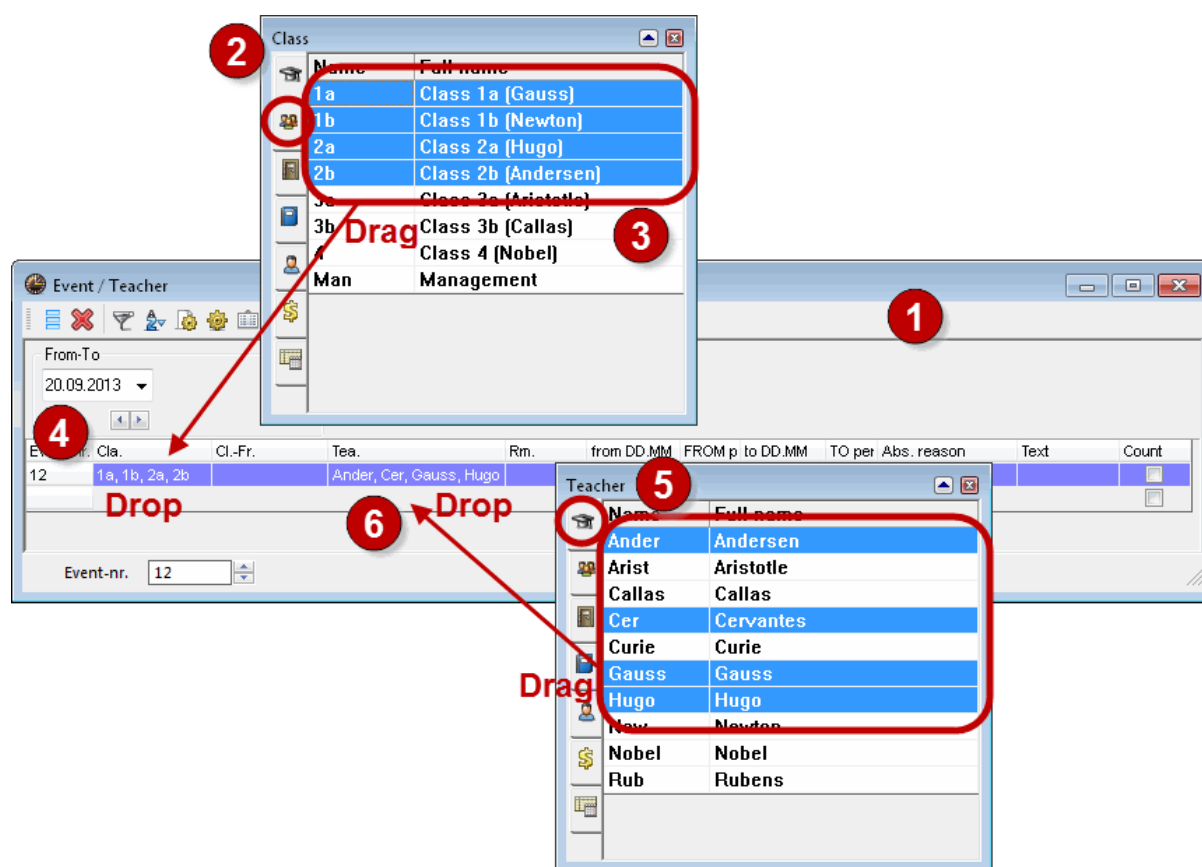 Class
2
Name Full name
1a Class 1a (Gauss)
1b Class 1b (Newton)
2a Class 2a (Hugo)
2b Class 2b (Andersen)
3a Class 3a (Aristotle)
3b Class 3b (Callas)
Drag
3
4 Class 4 (Nobel)
Man Management
Event / Teacher
1
From-To
20.09.2013
4
Cla. Cl.-Fr. Tea. Rm. from DD.MM FROM p to DD.MM TO per Abs. reason Text Count
12 1a, 1b, 2a, 2b Ander, Cer, Gauss, Hugo
Drop
Drop
6
Event-nr. 12
Teacher
5
Name Full name
Ander Andersen
Arist Aristotle
Callas Callas
Cer Cervantes
Curie Curie
Gauss Gauss
Drag
Hugo Hugo
New Newton
Nobel Nobel
Rub Rubens